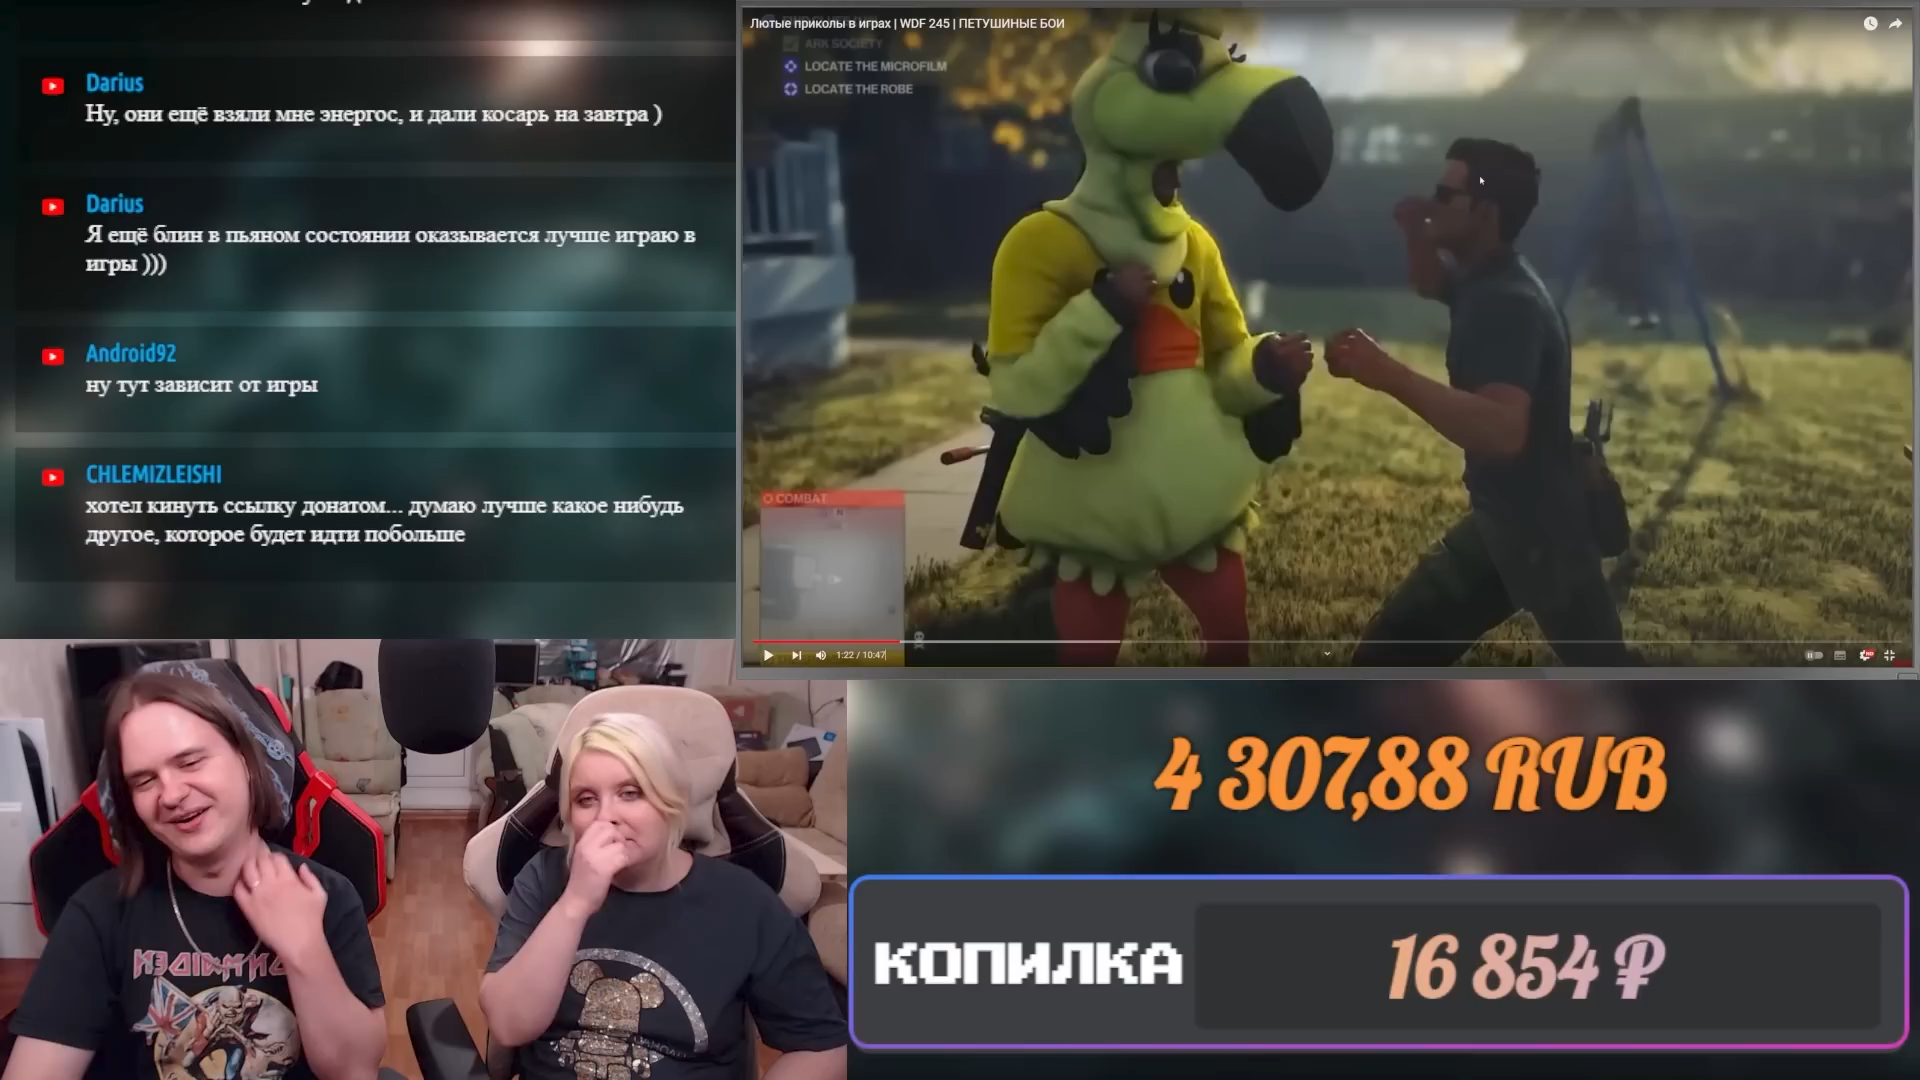 Darius
Ну, они ещё взяли мне энергос, и дали косарь на завтра )
Darius
Я ещё блин в пьяном состоянии оказывается лучше играю в
игры )))
Android92
ну тут зависит от игры
CHLEMIZLEISHI
хотел кинуть ссылку донатом... думаю лучше какое нибудь
другое, которое будет идти побольше
Лютые приколы в играх | WDF 245 | ПЕТУШИНЫЕ БОИ
ARK SOCIETY
LOCATE THE MICROFILM
LOCATE THE ROBE
COMBAT
N
1:22 / 10:47
HD
4 307,88 RUB
КОПИЛКА
16 854 ₽